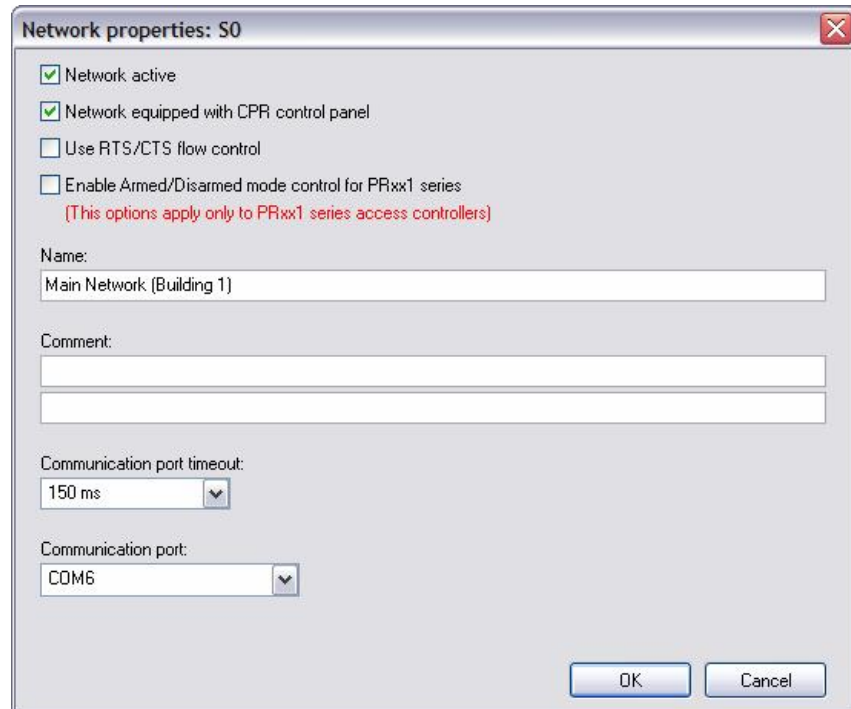 Network properties: S0
Network active
Network equipped with CPR control panel
Use RTS/CTS flow control
Enable Armed/Disarmed mode control for PRxx1 series
(This options apply only to PRxx1 series access controllers)
Name:
Main Network (Building 1)
Comment:
Communication port timeout:
150 ms
Communication port:
COM6
OK
Cancel